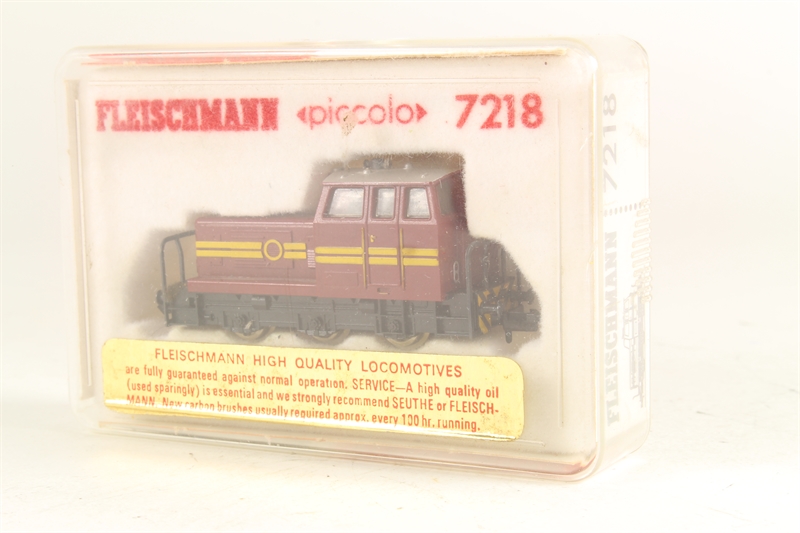 FLEISCHMANN «piccolo» 7218
FLEISCHMANN HIGH QUALITY LOCOMOTIVES
are fully guaranteed against normal operation. SERVICE—A high quality oil
(used sparingly) is essential and we strongly recommend SEUTHE or FLEISCH-
MANN. New carbon brushes usually required approx. every 100 hr. running.
7218
FLEISCHMANN